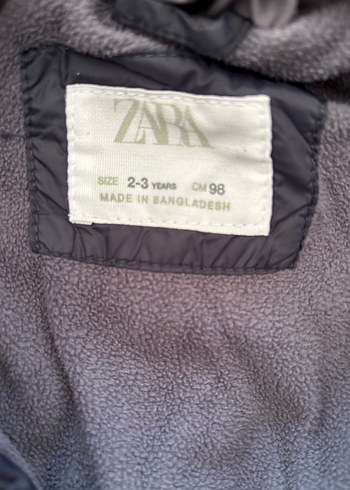 ZARA
SIZE 2-3 YEARS CM 98
MADE IN BANGLADESH